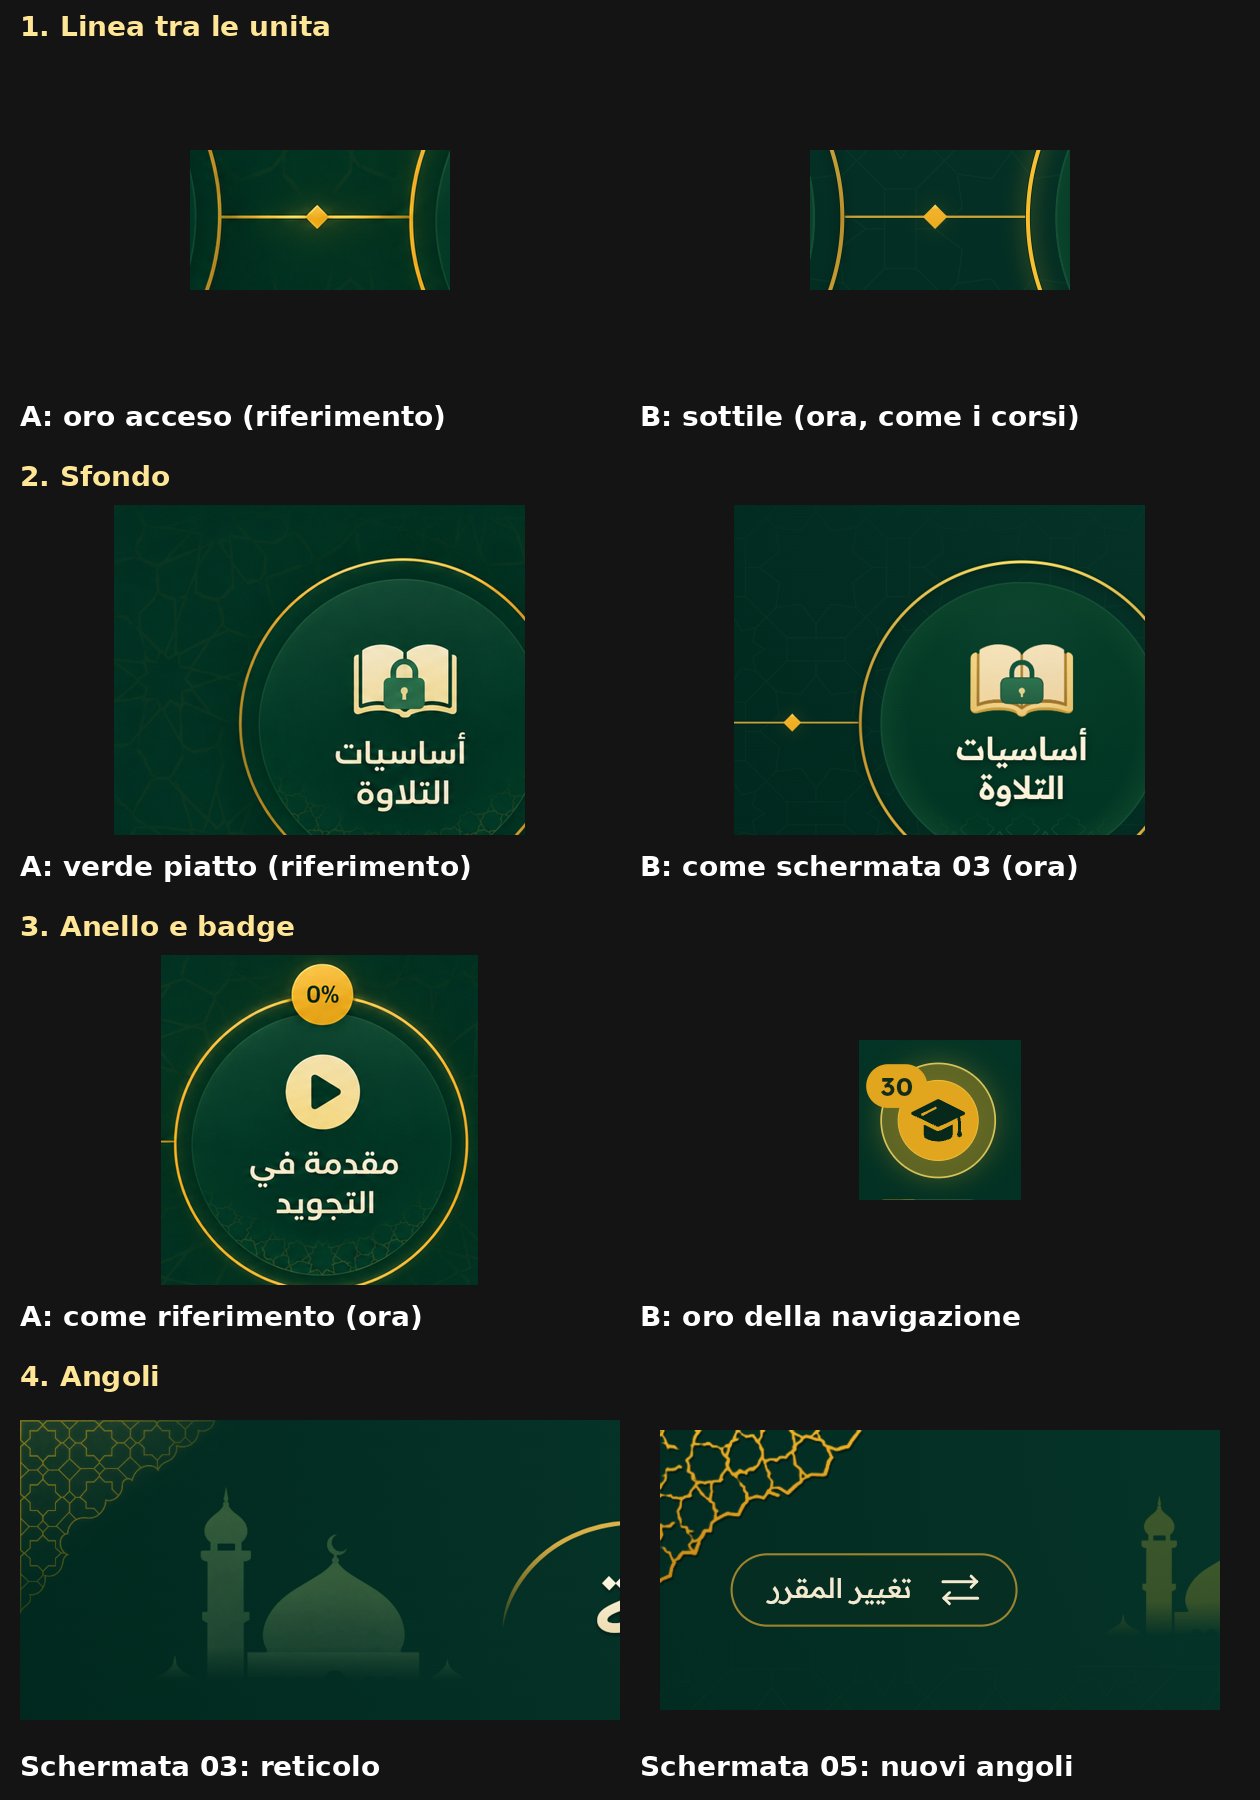 1. Linea tra le unita
A: oro acceso (riferimento)
B: sottile (ora, come i corsi)
2. Sfondo
أساسيات
التلاوة
أساسيات
التلاوة
A: verde piatto (riferimento)
B: come schermata 03 (ora)
3. Anello e badge
0%
مقدمة في
التجويد
30
A: come riferimento (ora)
B: oro della navigazione
4. Angoli
تغيير المقرر
Schermata 03: reticolo
Schermata 05: nuovi angoli